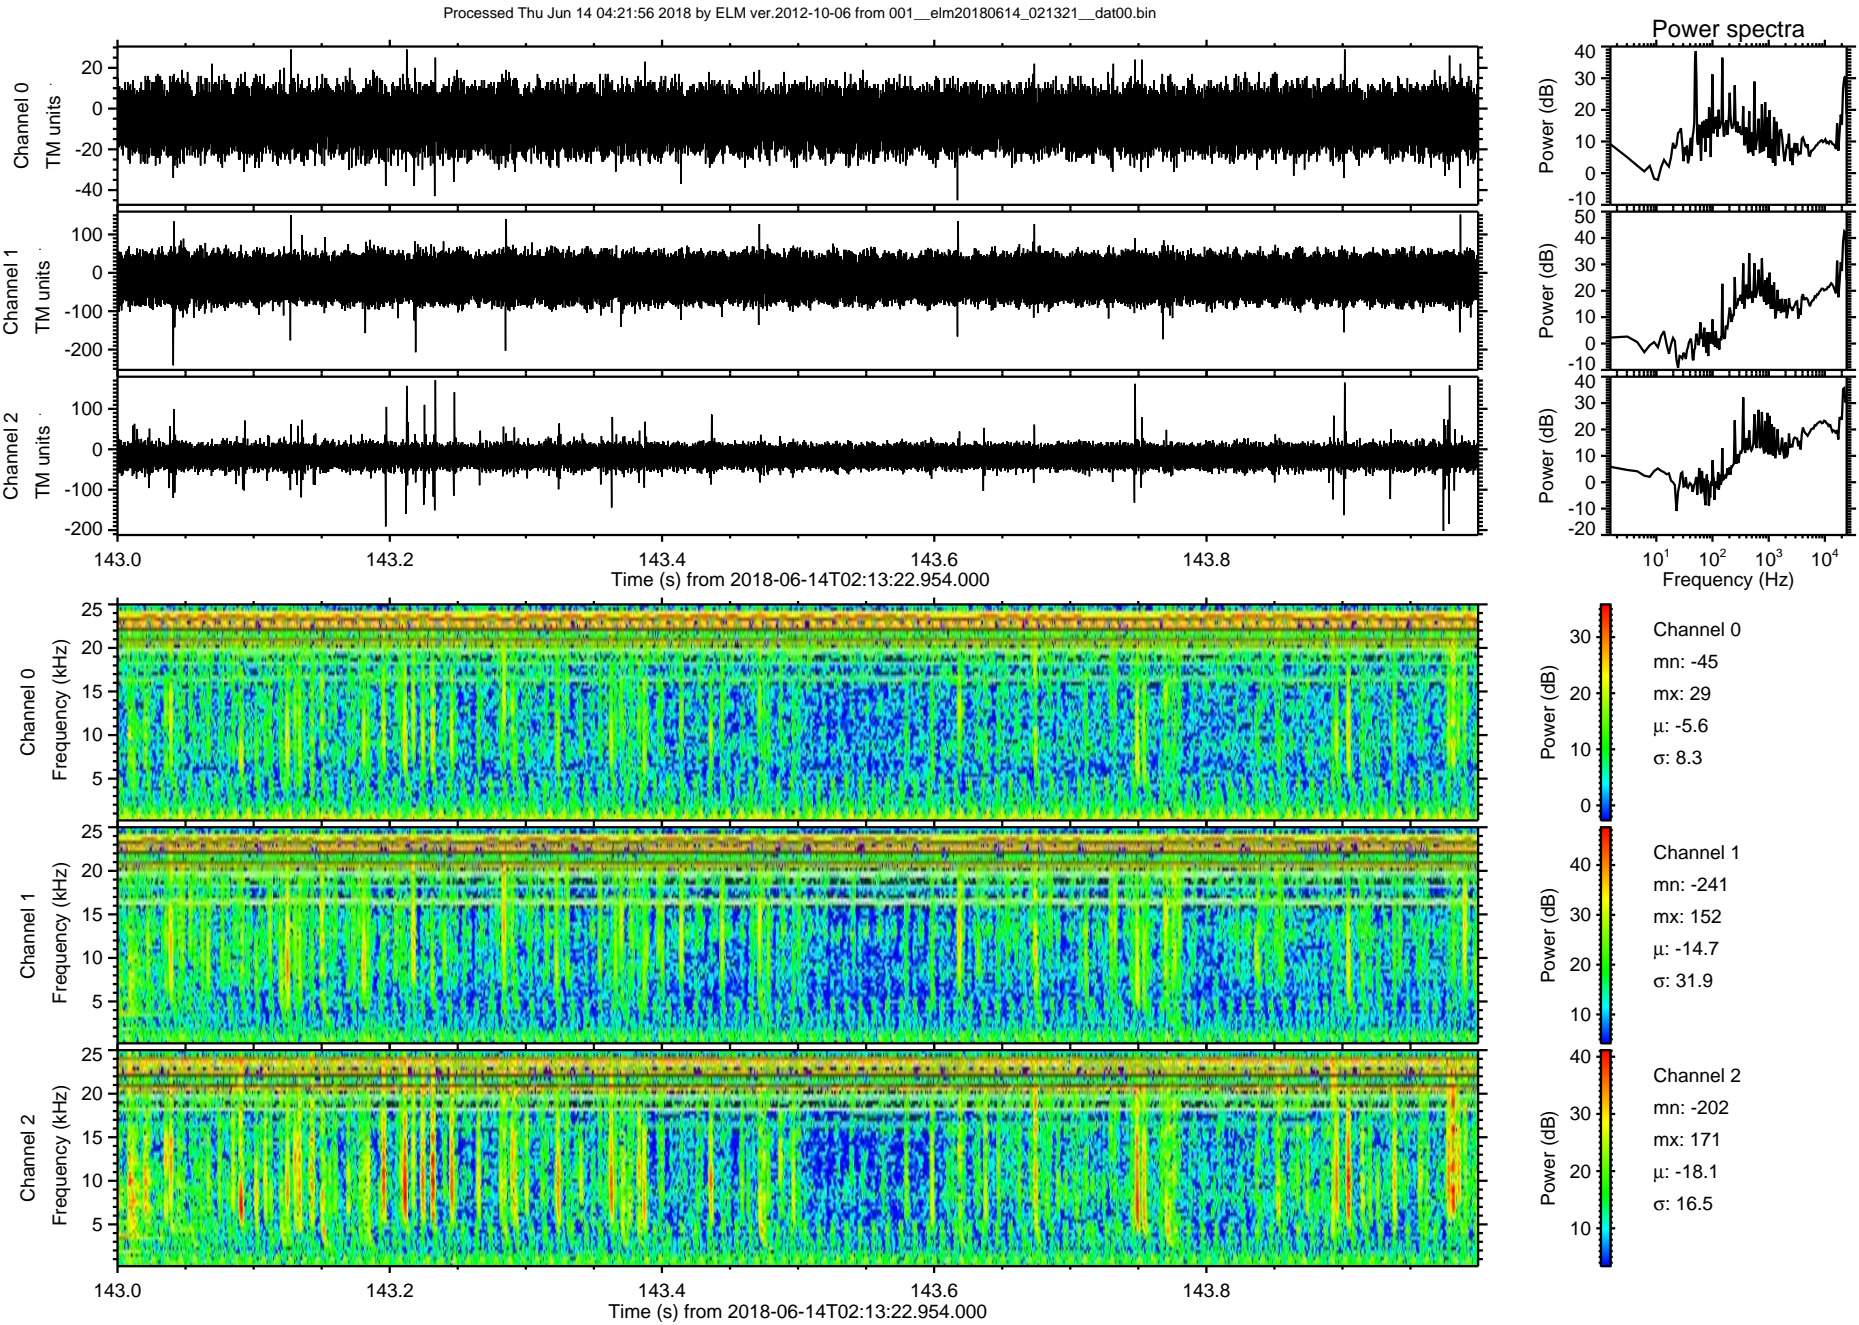 Processed Thu Jun 14 04:21:56 2018 by ELM ver.2012-10-06 from 001__elm20180614_021321__dat00.bin
Power spectra
Channel 0
TM units
20
0
-20
-40
Power (dB)
40
30
20
10
0
-10
Channel 1
TM units
100
0
-100
-200
Power (dB)
50
40
30
20
10
0
-10
Channel 2
TM units
100
0
-100
-200
Power (dB)
40
30
20
10
0
-10
-20
143.0 143.2 143.4 143.6 143.8
Time (s) from 2018-06-14T02:13:22.954.000
10^1 10^2 10^3 10^4
Frequency (Hz)
Channel 0
Frequency (kHz)
25
20
15
10
5
Power (dB)
30
20
10
0
Channel 0
mn: -45
mx: 29
μ: -5.6
σ: 8.3
Channel 1
Frequency (kHz)
25
20
15
10
5
Power (dB)
40
30
20
10
Channel 1
mn: -241
mx: 152
μ: -14.7
σ: 31.9
Channel 2
Frequency (kHz)
25
20
15
10
5
Power (dB)
40
30
20
10
Channel 2
mn: -202
mx: 171
μ: -18.1
σ: 16.5
143.0 143.2 143.4 143.6 143.8
Time (s) from 2018-06-14T02:13:22.954.000